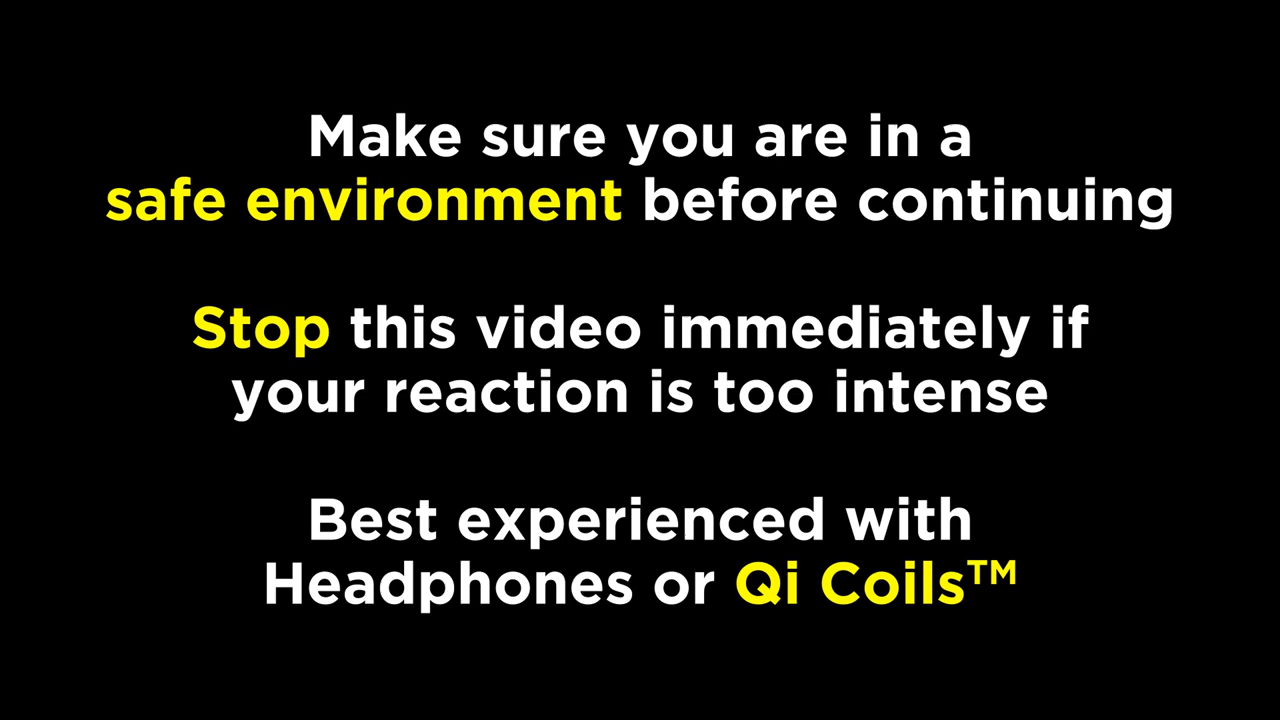 Make sure you are in a
safe environment before continuing
Stop this video immediately if
your reaction is too intense
Best experienced with
Headphones or Qi Coils™